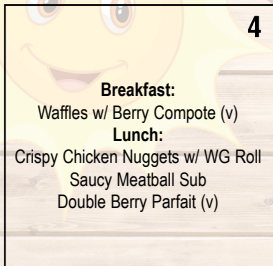 4
Breakfast:
Waffles w/ Berry Compote (v)
Lunch:
Crispy Chicken Nuggets w/ WG Roll
Saucy Meatball Sub
Double Berry Parfait (v)